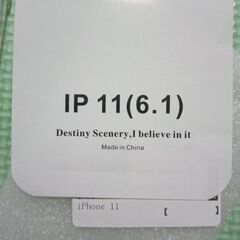 IP 11(6.1)
Destiny Scenery,I believe in it
Made in China
iPhone 11 【 】